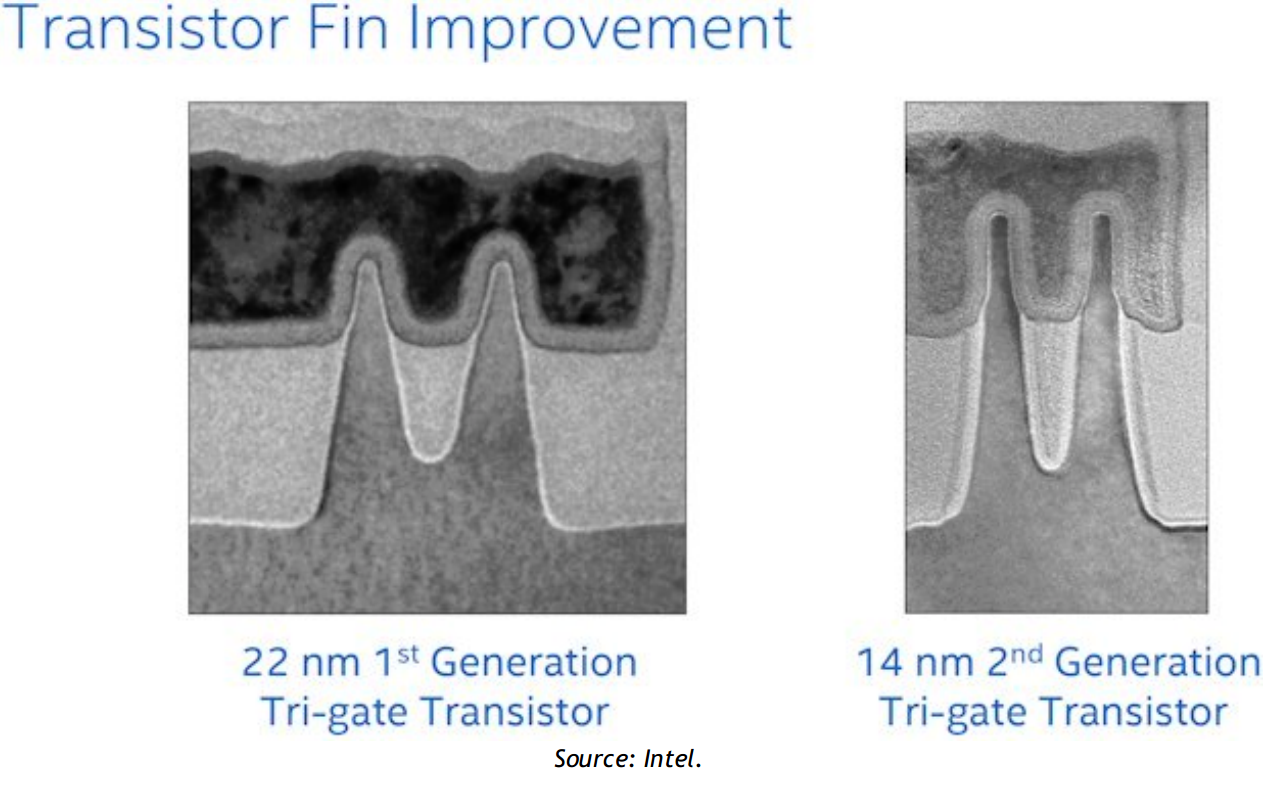 Transistor Fin Improvement
22 nm 1st Generation
Tri-gate Transistor
14 nm 2nd Generation
Tri-gate Transistor
Source: Intel.